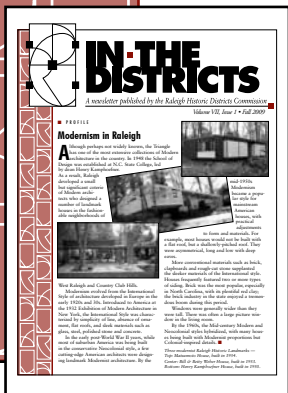 IN·THE
DISTRICTS
A newsletter published by the Raleigh Historic Districts Commission
Volume VII, Issue 1 • Fall 2009
■ PROFILE
Modernism in Raleigh
Although perhaps not widely known, the Triangle
has one of the most extensive collections of Modern
architecture in the country. In 1948 the School of
Design was established at N.C. State College, led
by dean Henry Kamphoefner.
As a result, Raleigh
developed a small
but significant coterie
of Modern archi-
tects who designed a
number of landmark
houses in the fashion-
able neighborhoods of
West Raleigh and Country Club Hills.
Modernism evolved from the International
Style of architecture developed in Europe in the
early 1920s and 30s. Introduced to America at
the 1932 Exhibition of Modern Architecture in
New York, the International Style was charac-
terized by simplicity of line, absence of orna-
ment, flat roofs, and sleek materials such as
glass, steel, polished stone and concrete.
In the early post-World War II years, while
most of suburban America was being built
in the conservative Neocolonial style, a few
cutting-edge American architects were design-
ing landmark Modernist architecture. By the
mid-1950s,
Modernism
became a popu-
lar style for
mainstream
American
houses, with
practical
adjustments
to form and materials. For
example, most houses would not be built with
a flat roof, but a shallowly-pitched roof. They
were asymmetrical, long and low with deep
eaves.
More conventional materials such as brick,
clapboards and rough-cut stone supplanted
the slicker materials of the International style.
Houses frequently featured two or more types
of siding. Brick was the most popular, especially
in North Carolina, with its plentiful red clay;
the brick industry in the state enjoyed a tremen-
dous boom during this period.
Windows were generally wider than they
were tall. There was often a large picture win-
dow in the living room.
By the 1960s, the Mid-century Modern and
Neocolonial styles hybridized, with many hous-
es being built with Modernist proportions but
Colonial-inspired details. ■
Three modernist Raleigh Historic Landmarks —
Top: Matsumoto House, built in 1954.
Center: Bill & Betty Weber House, built in 1953.
Bottom: Henry Kamphoefner House, built in 1950.